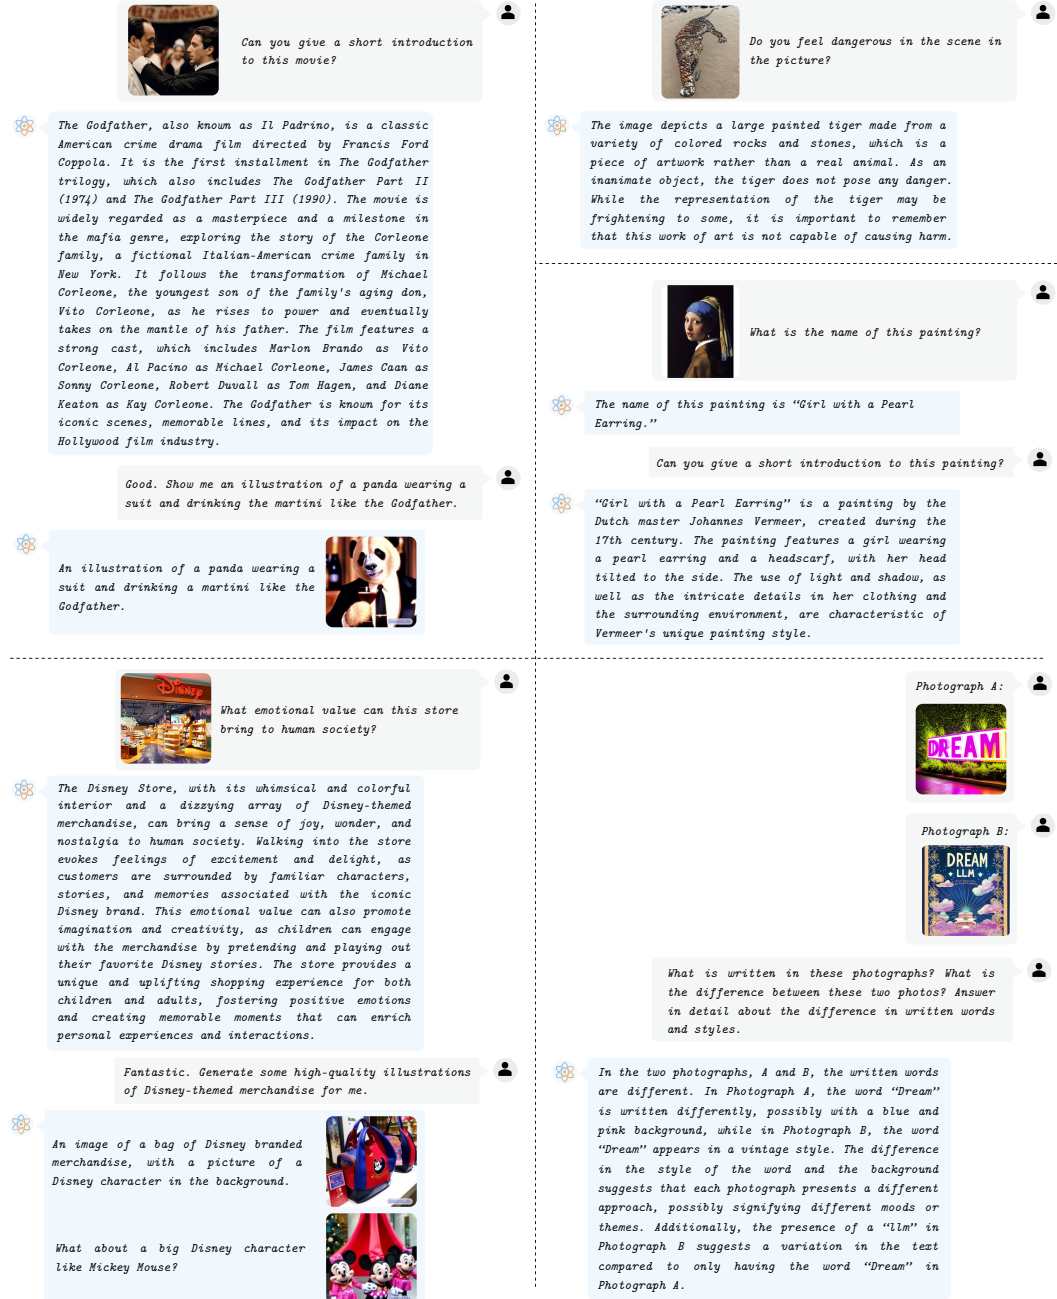 Can you give a short introduction
to this movie?
The Godfather, also known as Il Padrino, is a classic
American crime drama film directed by Francis Ford
Coppola. It is the first installment in The Godfather
trilogy, which also includes The Godfather Part II
(1974) and The Godfather Part III (1990). The movie is
widely regarded as a masterpiece and a milestone in
the mafia genre, exploring the story of the Corleone
family, a fictional Italian-American crime family in
New York. It follows the transformation of Michael
Corleone, the youngest son of the family's aging don,
Vito Corleone, as he rises to power and eventually
takes on the mantle of his father. The film features a
strong cast, which includes Marlon Brando as Vito
Corleone, Al Pacino as Michael Corleone, James Caan as
Sonny Corleone, Robert Duvall as Tom Hagen, and Diane
Keaton as Kay Corleone. The Godfather is known for its
iconic scenes, memorable lines, and its impact on the
Hollywood film industry.
Good. Show me an illustration of a panda wearing a
suit and drinking the martini like the Godfather.
An illustration of a panda wearing a
suit and drinking a martini like the
Godfather.
Do you feel dangerous in the scene in
the picture?
The image depicts a large painted tiger made from a
variety of colored rocks and stones, which is a
piece of artwork rather than a real animal. As an
inanimate object, the tiger does not pose any danger.
While the representation of the tiger may be
frightening to some, it is important to remember
that this work of art is not capable of causing harm.
What is the name of this painting?
The name of this painting is “Girl with a Pearl
Earring.”
Can you give a short introduction to this painting?
“Girl with a Pearl Earring” is a painting by the
Dutch master Johannes Vermeer, created during the
17th century. The painting features a girl wearing
a pearl earring and a headscarf, with her head
tilted to the side. The use of light and shadow, as
well as the intricate details in her clothing and
the surrounding environment, are characteristic of
Vermeer's unique painting style.
Disney
What emotional value can this store
bring to human society?
The Disney Store, with its whimsical and colorful
interior and a dizzying array of Disney-themed
merchandise, can bring a sense of joy, wonder, and
nostalgia to human society. Walking into the store
evokes feelings of excitement and delight, as
customers are surrounded by familiar characters,
stories, and memories associated with the iconic
Disney brand. This emotional value can also promote
imagination and creativity, as children can engage
with the merchandise by pretending and playing out
their favorite Disney stories. The store provides a
unique and uplifting shopping experience for both
children and adults, fostering positive emotions
and creating memorable moments that can enrich
personal experiences and interactions.
Fantastic. Generate some high-quality illustrations
of Disney-themed merchandise for me.
An image of a bag of Disney branded
merchandise, with a picture of a
Disney character in the background.
What about a big Disney character
like Mickey Mouse?
Photograph A:
DREAM
Photograph B:
DREAM
LLM
What is written in these photographs? What is
the difference between these two photos? Answer
in detail about the difference in written words
and styles.
In the two photographs, A and B, the written words
are different. In Photograph A, the word “Dream”
is written differently, possibly with a blue and
pink background, while in Photograph B, the word
“Dream” appears in a vintage style. The difference
in the style of the word and the background
suggests that each photograph presents a different
approach, possibly signifying different moods or
themes. Additionally, the presence of a “llm” in
Photograph B suggests a variation in the text
compared to only having the word “Dream” in
Photograph A.